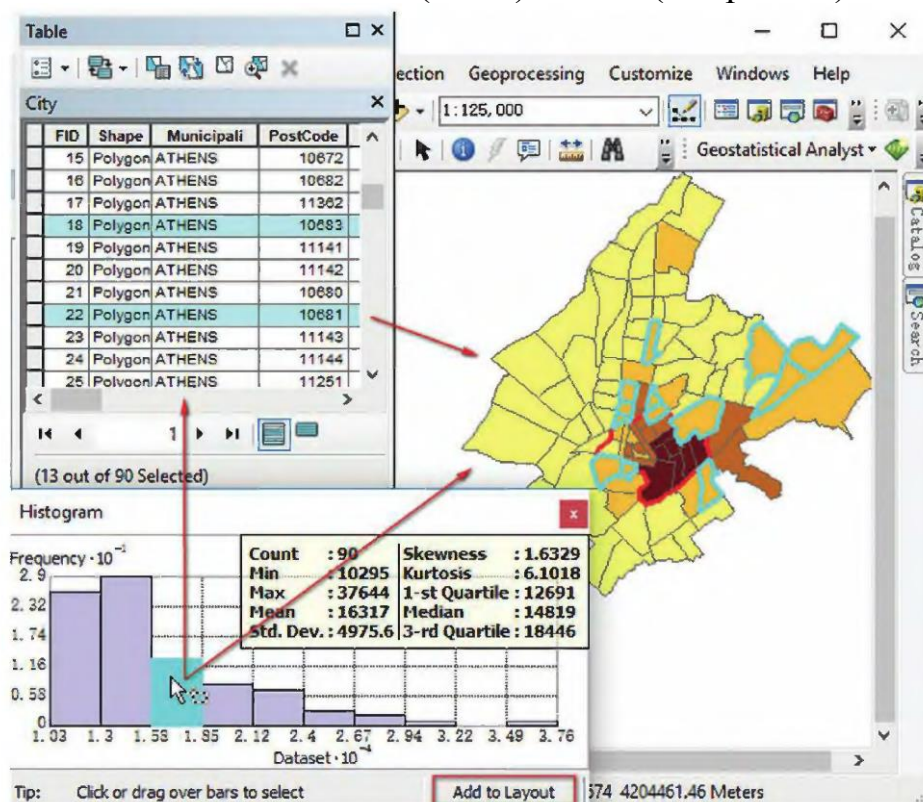 Table
City
FID Shape Municipali PostCode
15 Polygon ATHENS 10672
16 Polygon ATHENS 10682
17 Polygon ATHENS 11362
18 Polygon ATHENS 10683
19 Polygon ATHENS 11141
20 Polygon ATHENS 11142
21 Polygon ATHENS 10680
22 Polygon ATHENS 10681
23 Polygon ATHENS 11143
24 Polygon ATHENS 11144
25 Polygon ATHENS 11251
1
(13 out of 90 Selected)
ection Geoprocessing Customize Windows Help
1:125,000
Geostatistical Analyst
Catalog
Search
Histogram
Frequency · 10⁻¹
Count : 90 Skewness : 1.6329
Min : 10295 Kurtosis : 6.1018
Max : 37644 1-st Quartile : 12691
Mean : 16317 Median : 14819
Std. Dev. : 4975.6 3-rd Quartile : 18446
2.9
2.32
1.74
1.16
0.58
0
1.03 1.3 1.58 1.85 2.12 2.4 2.67 2.94 3.22 3.49 3.76
Dataset · 10⁻⁴
Tip: Click or drag over bars to select Add to Layout
574 4204461.46 Meters